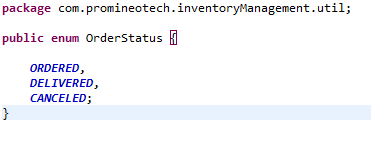 package com.promineotech.inventoryManagement.util;
public enum OrderStatus {
ORDERED,
DELIVERED,
CANCELED;
}